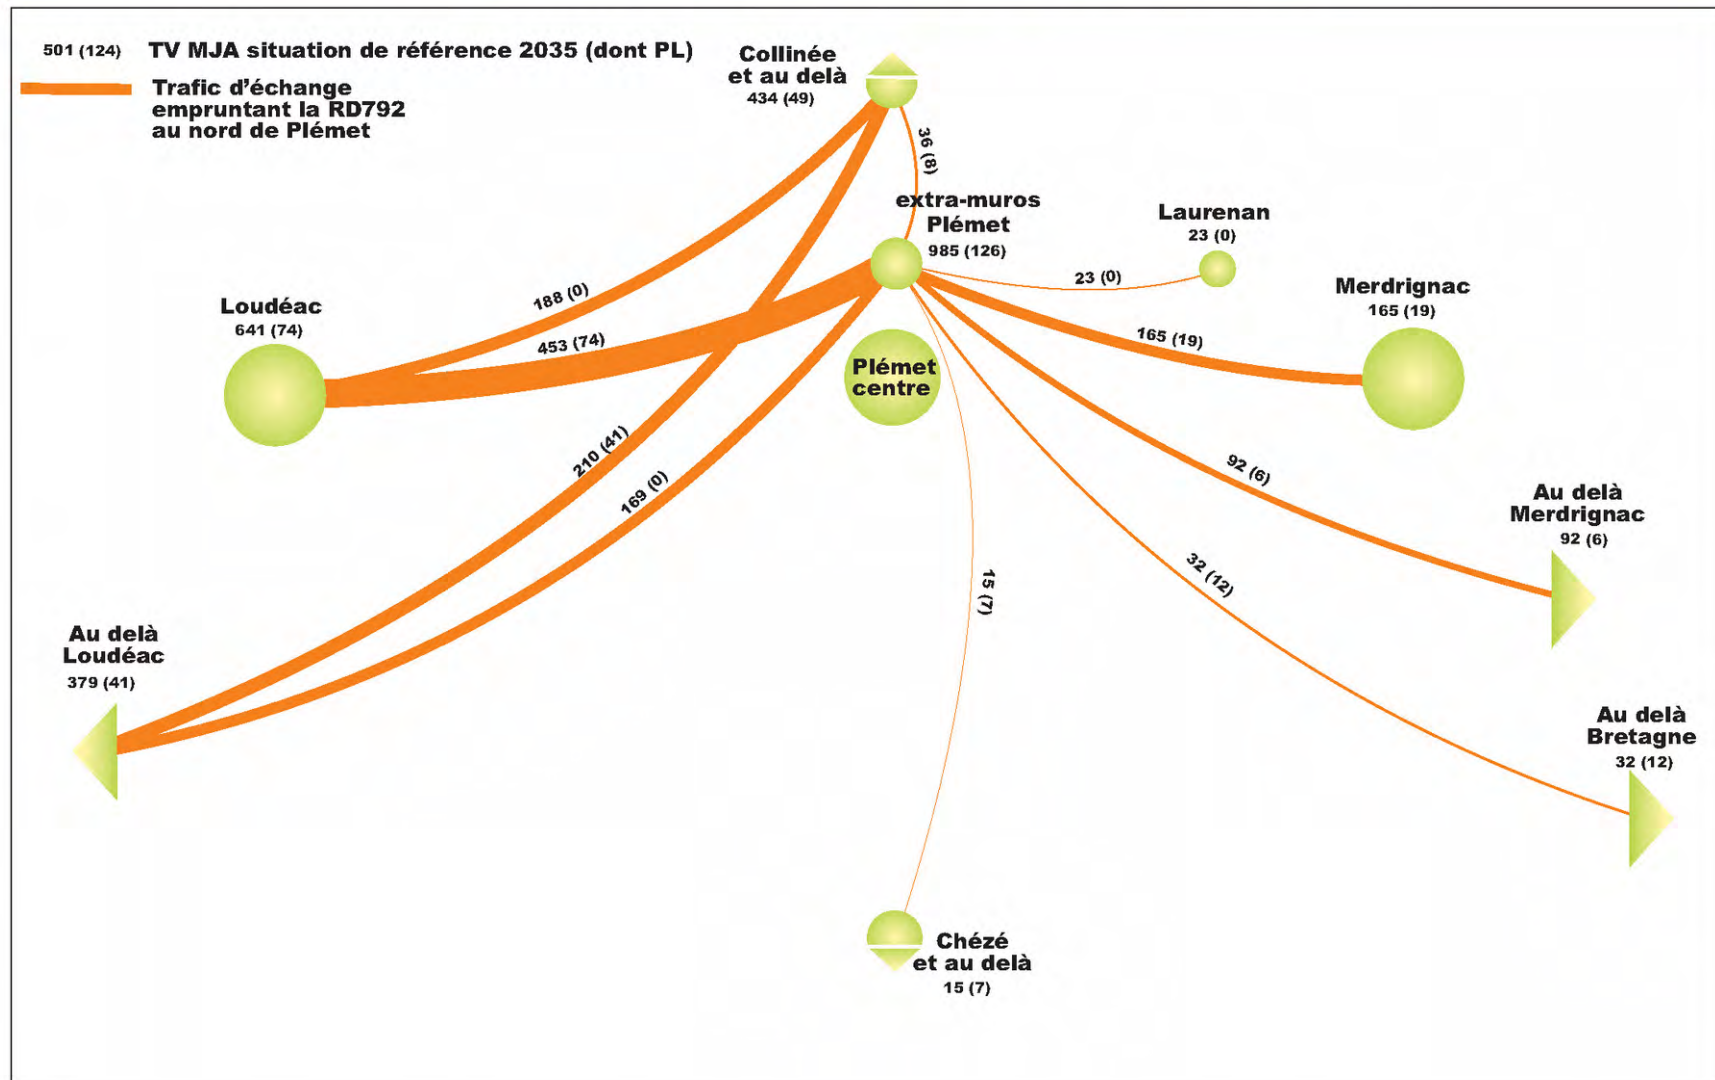 501 (124) TV MJA situation de référence 2035 (dont PL)
Trafic d'échange
empruntant la RD792
au nord de Plémet
Collinée
et au delà
434 (49)
36 (8)
extra-muros
Plémet
985 (126)
Laurenan
23 (0)
23 (0)
Merdrignac
165 (19)
165 (19)
Loudéac
641 (74)
188 (0)
453 (74)
Plémet
centre
210 (41)
169 (0)
92 (6)
Au delà
Merdrignac
92 (6)
32 (12)
15 (7)
Au delà
Loudéac
379 (41)
Au delà
Bretagne
32 (12)
Chézé
et au delà
15 (7)